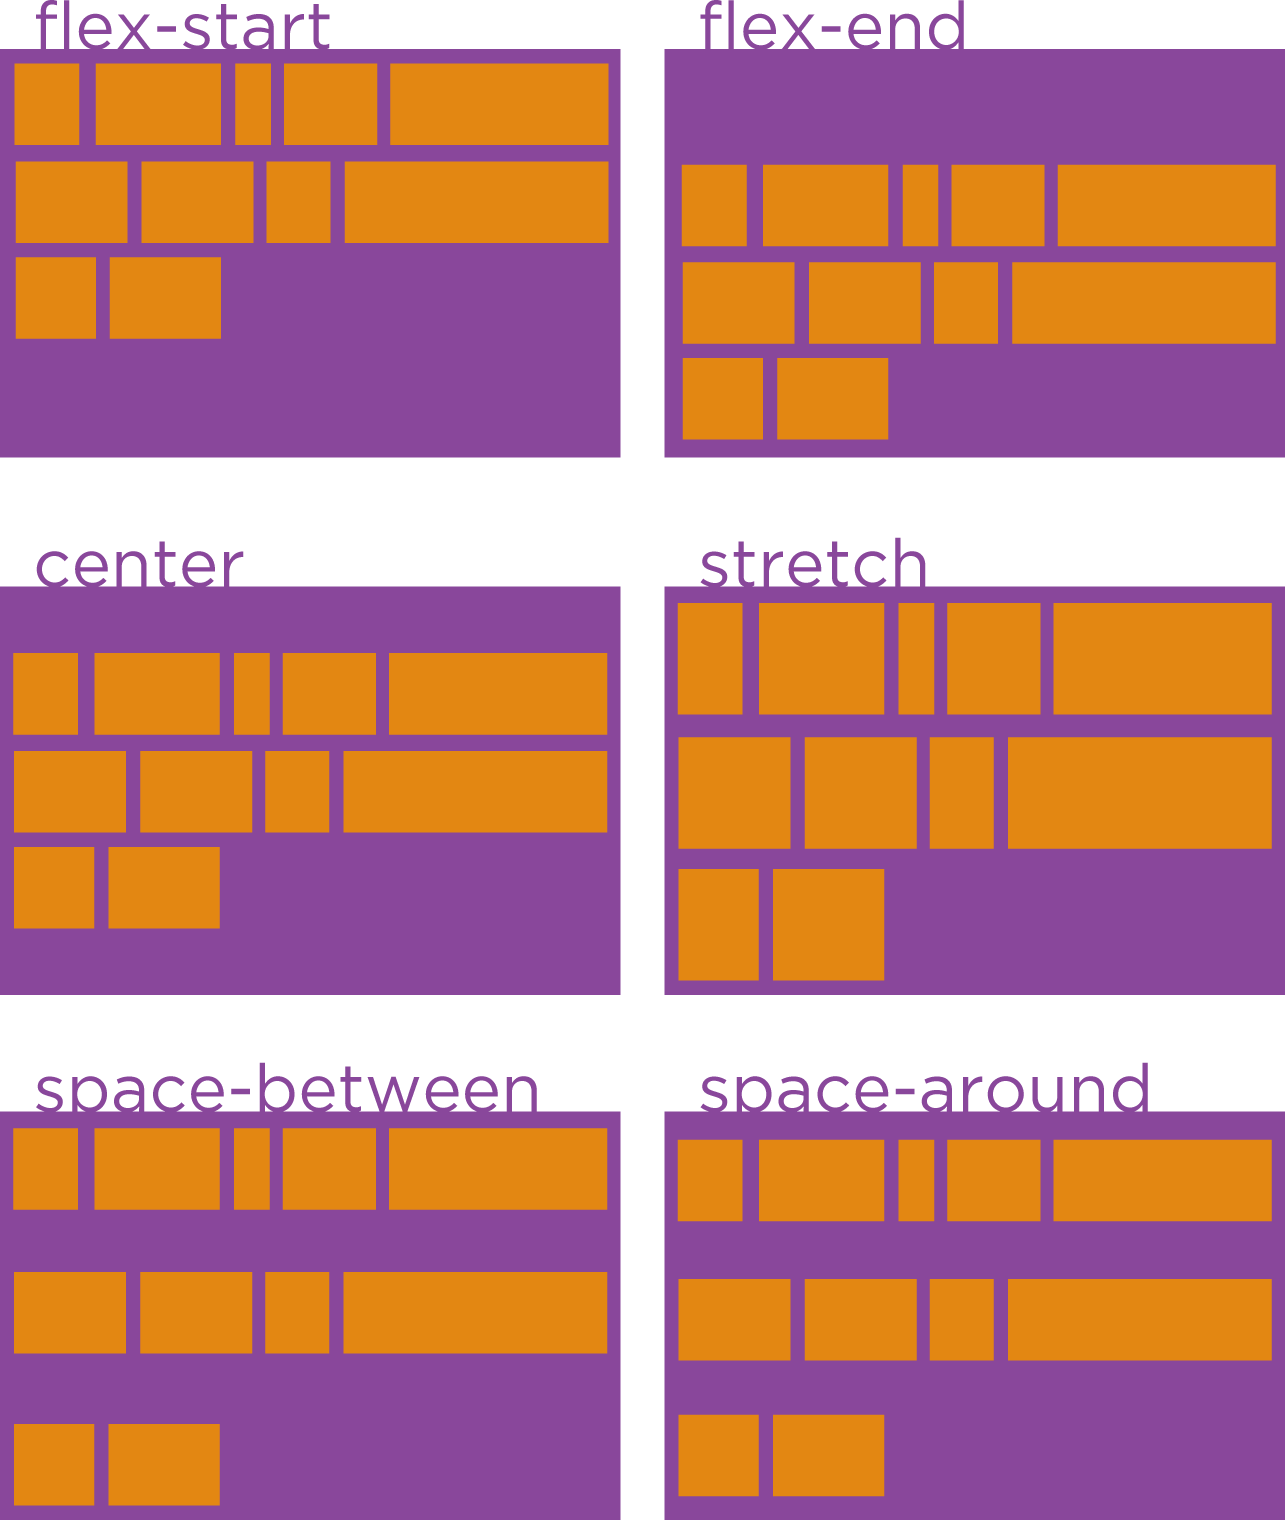 flex-start
flex-end
center
stretch
space-between
space-around